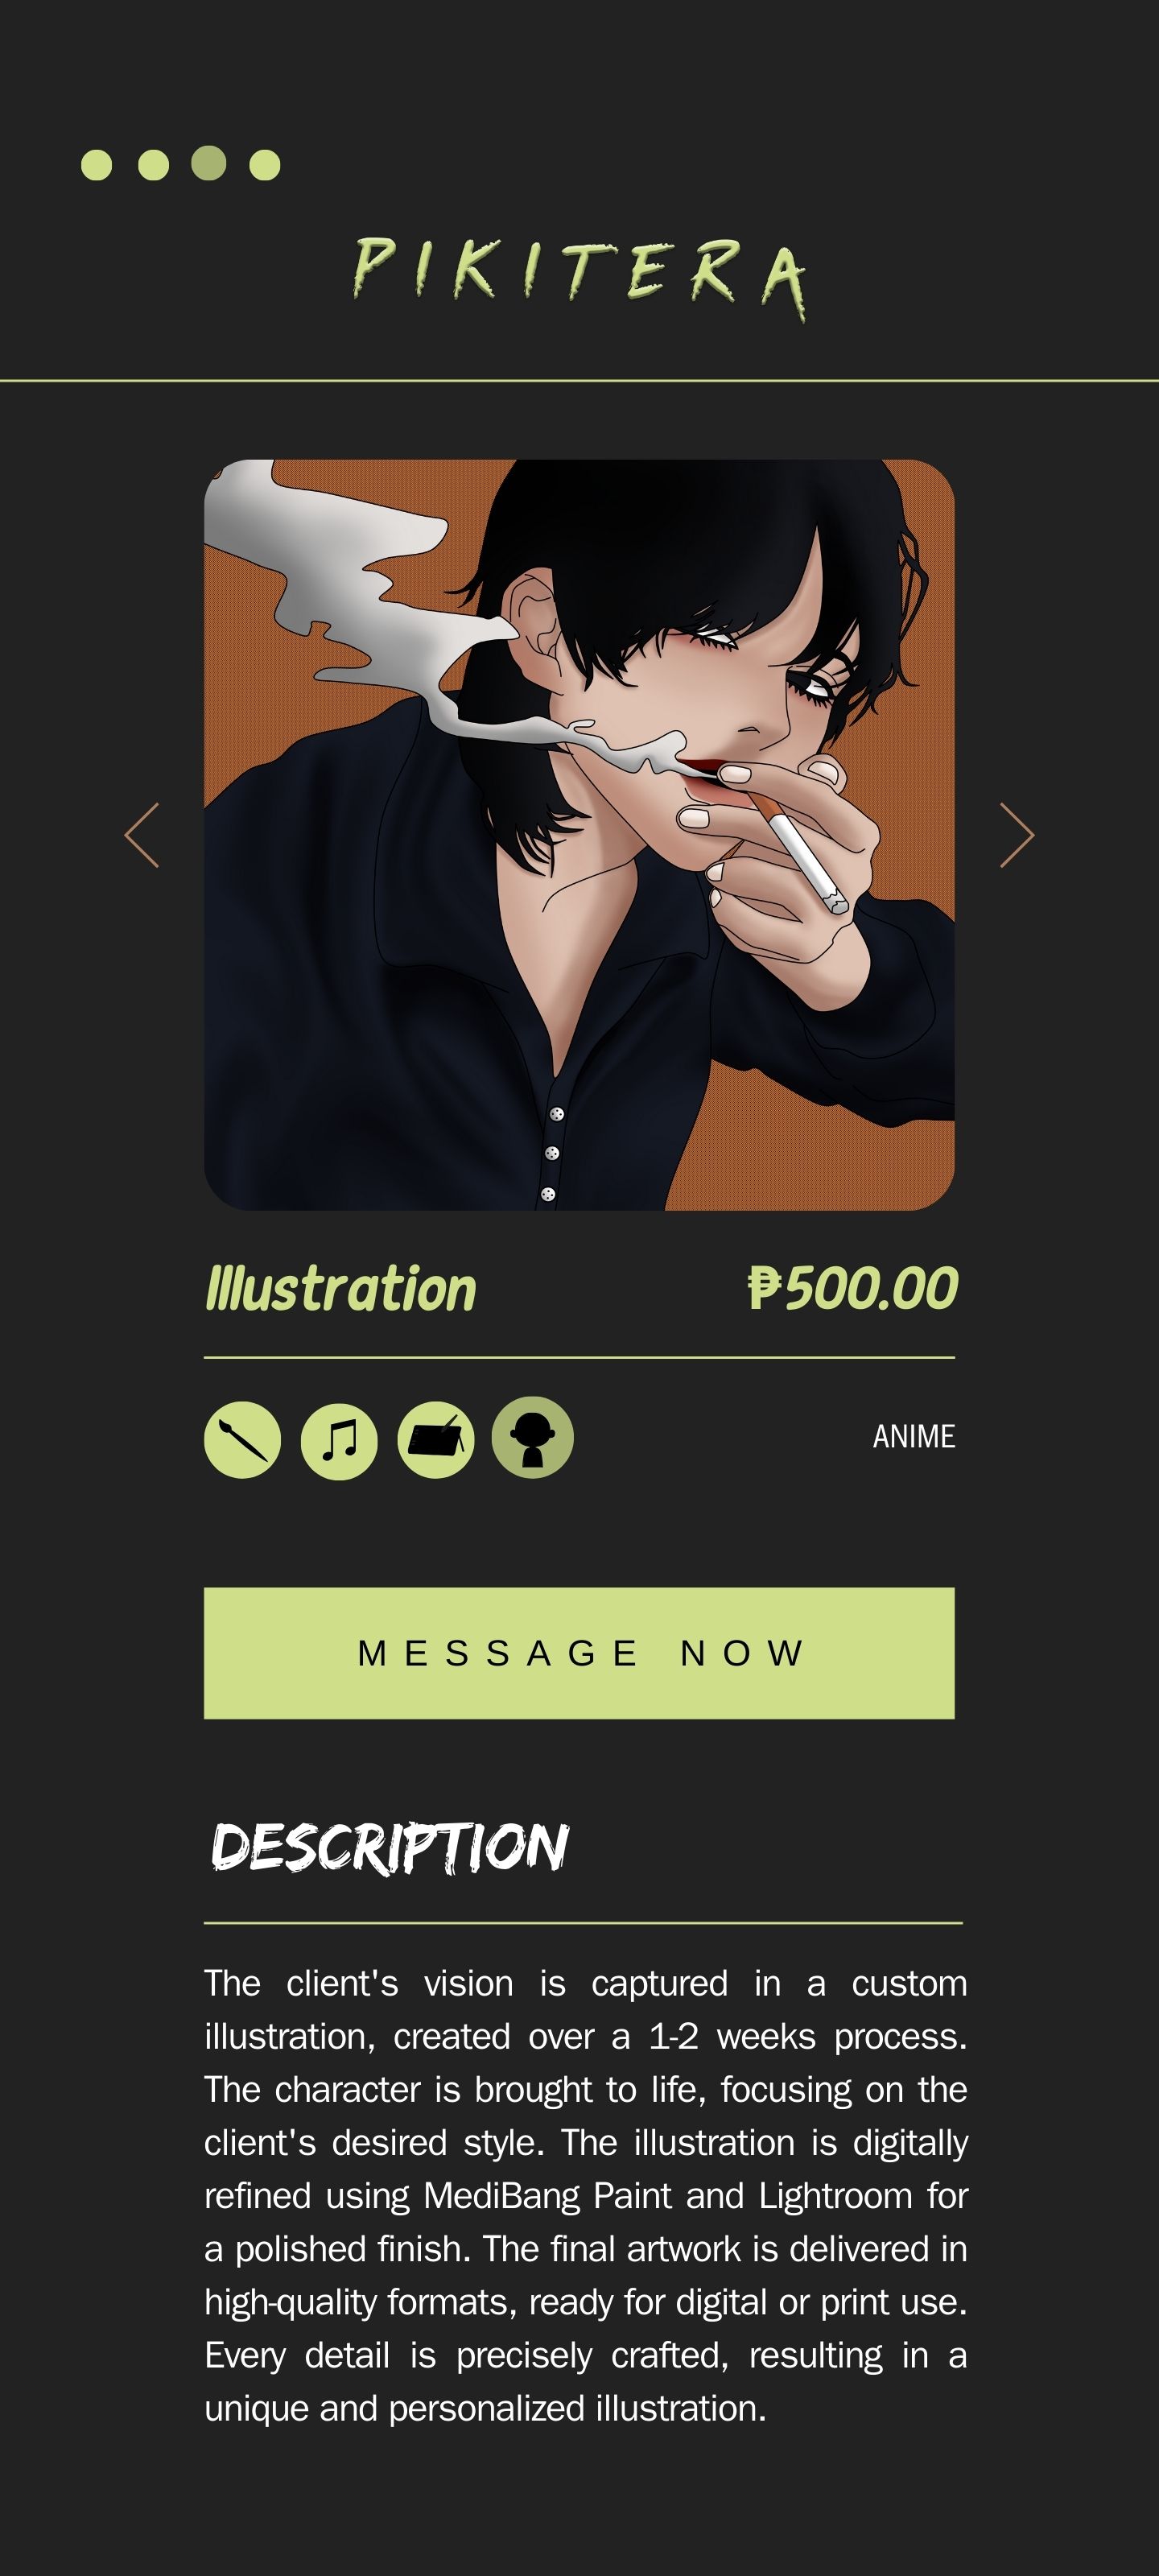 PIKITERA
Illustration
₱500.00
ANIME
MESSAGE NOW
DESCRIPTION
The client's vision is captured in a custom
illustration, created over a 1-2 weeks process.
The character is brought to life, focusing on the
client's desired style. The illustration is digitally
refined using MediBang Paint and Lightroom for
a polished finish. The final artwork is delivered in
high-quality formats, ready for digital or print use.
Every detail is precisely crafted, resulting in a
unique and personalized illustration.